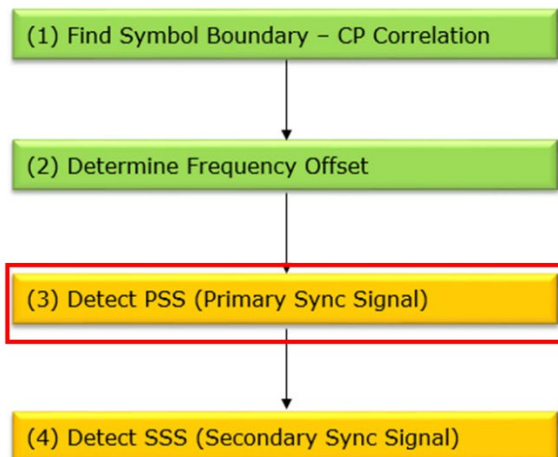 (1) Find Symbol Boundary – CP Correlation
(2) Determine Frequency Offset
(3) Detect PSS (Primary Sync Signal)
(4) Detect SSS (Secondary Sync Signal)